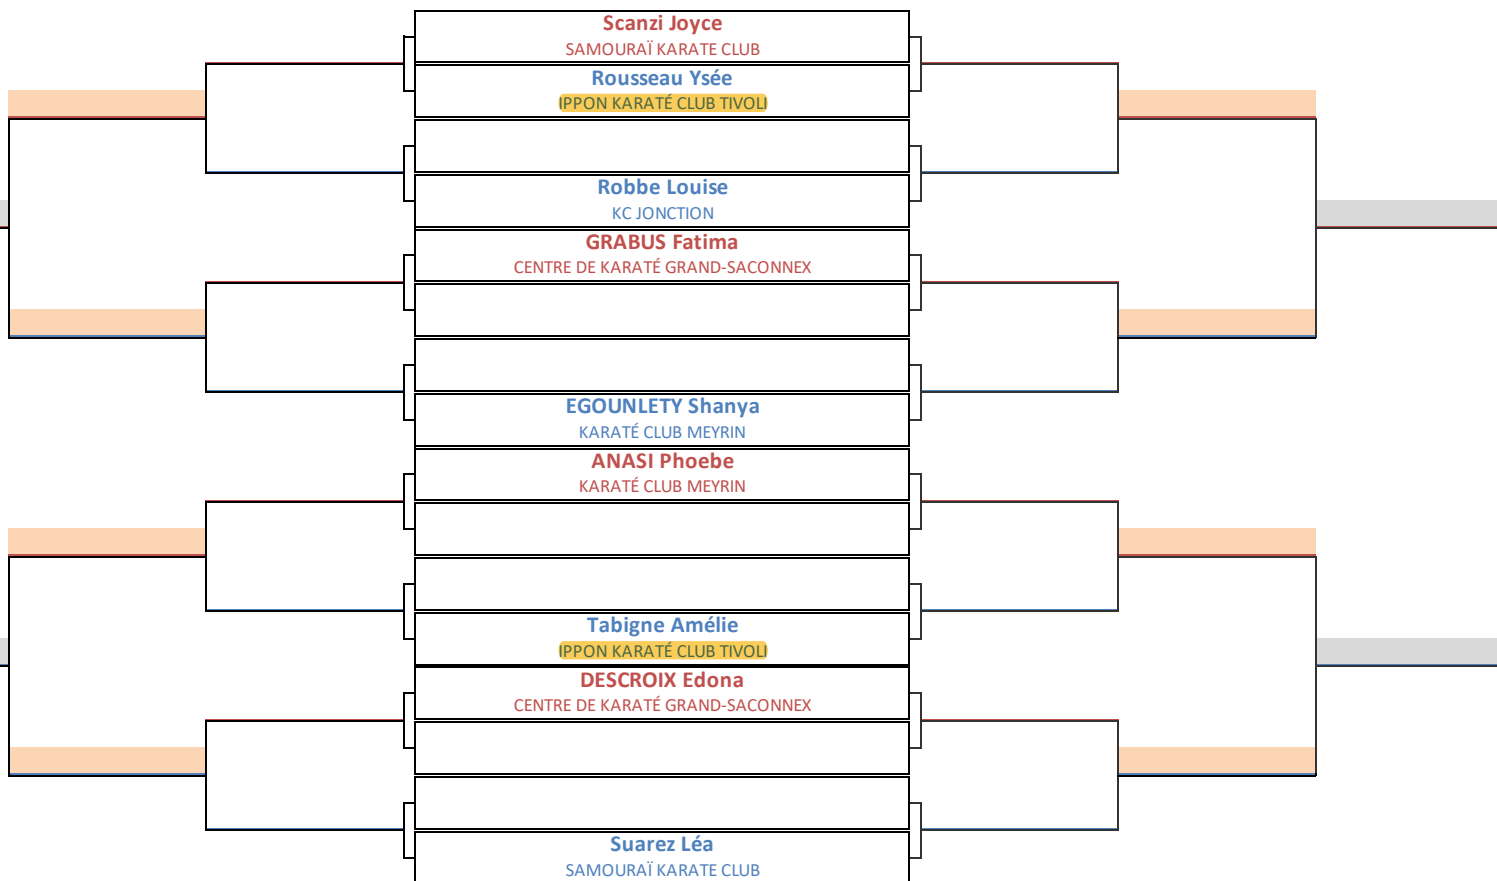 Scanzi Joyce
SAMOURAÏ KARATE CLUB
Rousseau Ysée
IPPON KARATÉ CLUB TIVOLI
Robbe Louise
KC JONCTION
GRABUS Fatima
CENTRE DE KARATÉ GRAND-SACONNEX
EGOUNLETY Shanya
KARATÉ CLUB MEYRIN
ANASI Phoebe
KARATÉ CLUB MEYRIN
Tabigne Amélie
IPPON KARATÉ CLUB TIVOLI
DESCROIX Edona
CENTRE DE KARATÉ GRAND-SACONNEX
Suarez Léa
SAMOURAÏ KARATE CLUB